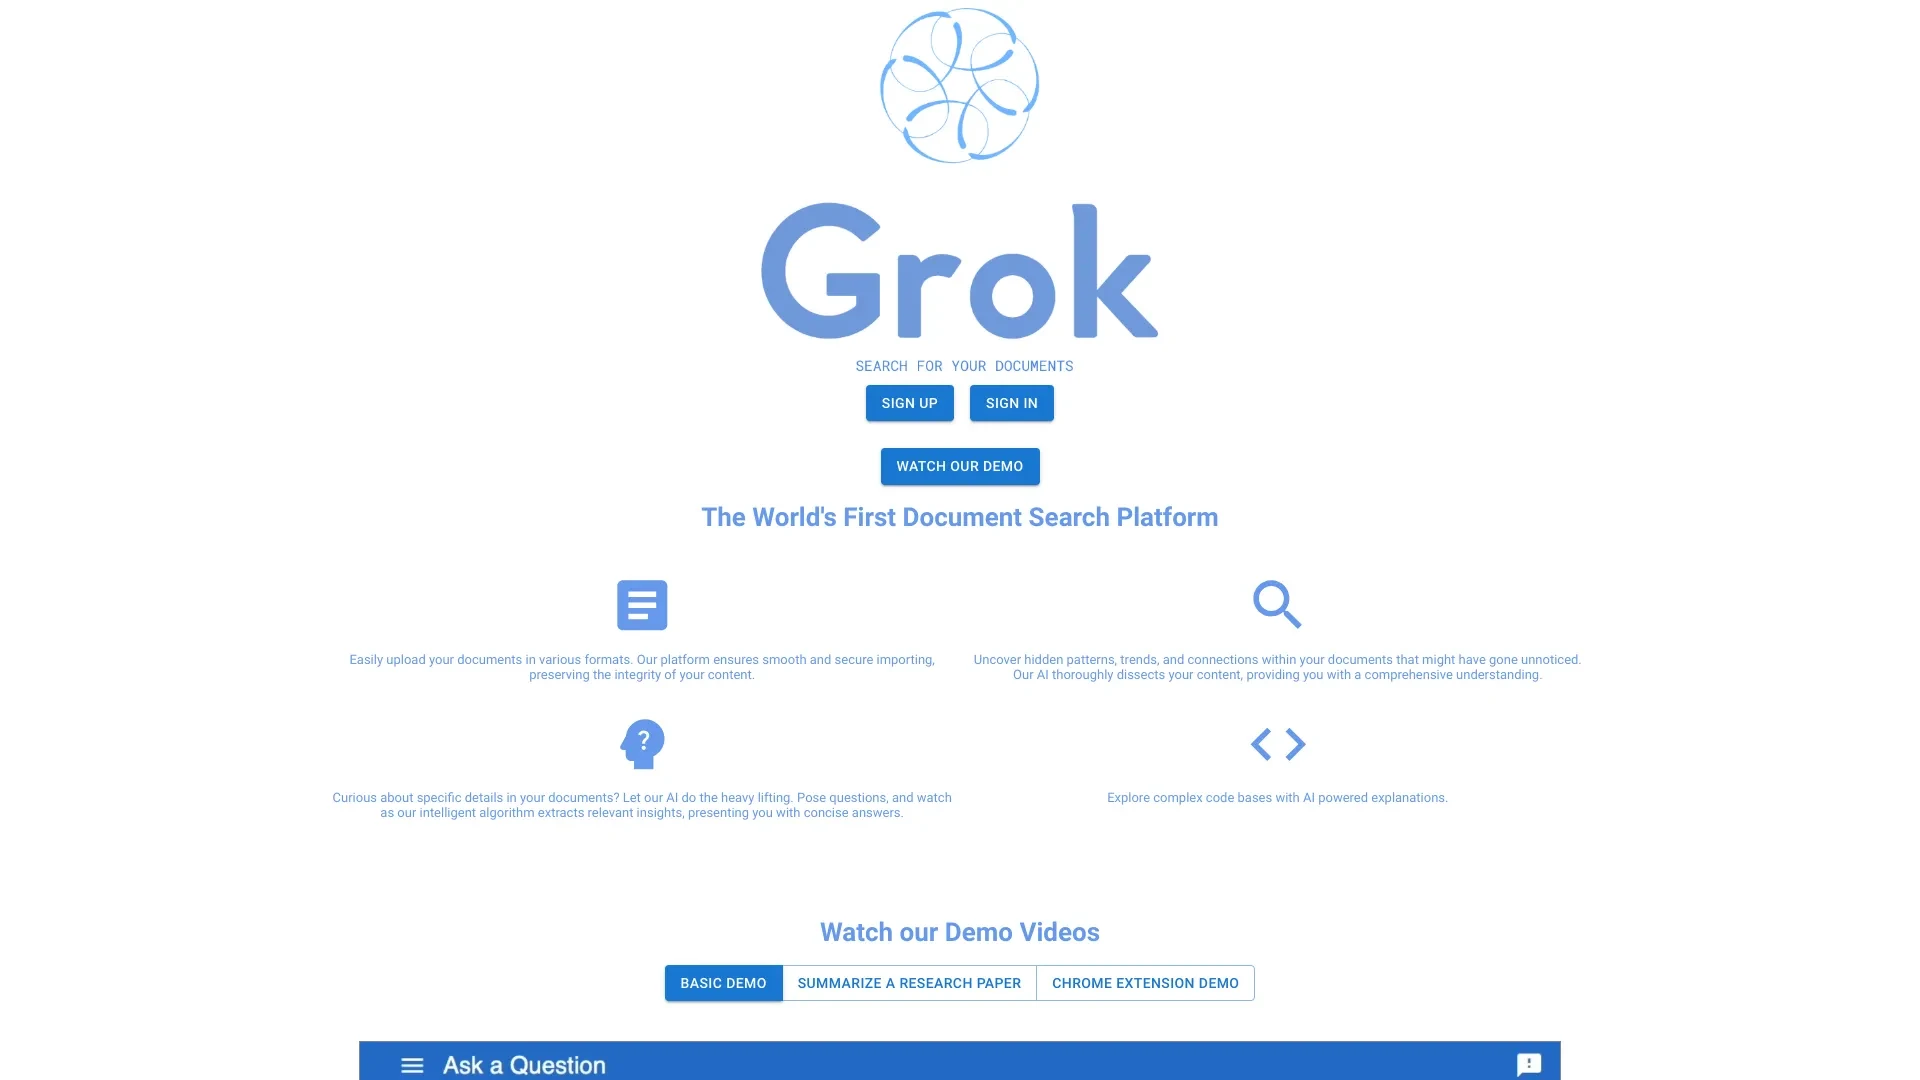 Grok
SEARCH FOR YOUR DOCUMENTS
SIGN UP
SIGN IN
WATCH OUR DEMO
The World's First Document Search Platform
Easily upload your documents in various formats. Our platform ensures smooth and secure importing,
preserving the integrity of your content.
Uncover hidden patterns, trends, and connections within your documents that might have gone unnoticed.
Our AI thoroughly dissects your content, providing you with a comprehensive understanding.
?
Curious about specific details in your documents? Let our AI do the heavy lifting. Pose questions, and watch
as our intelligent algorithm extracts relevant insights, presenting you with concise answers.
Explore complex code bases with AI powered explanations.
Watch our Demo Videos
BASIC DEMO
SUMMARIZE A RESEARCH PAPER
CHROME EXTENSION DEMO
Ask a Question